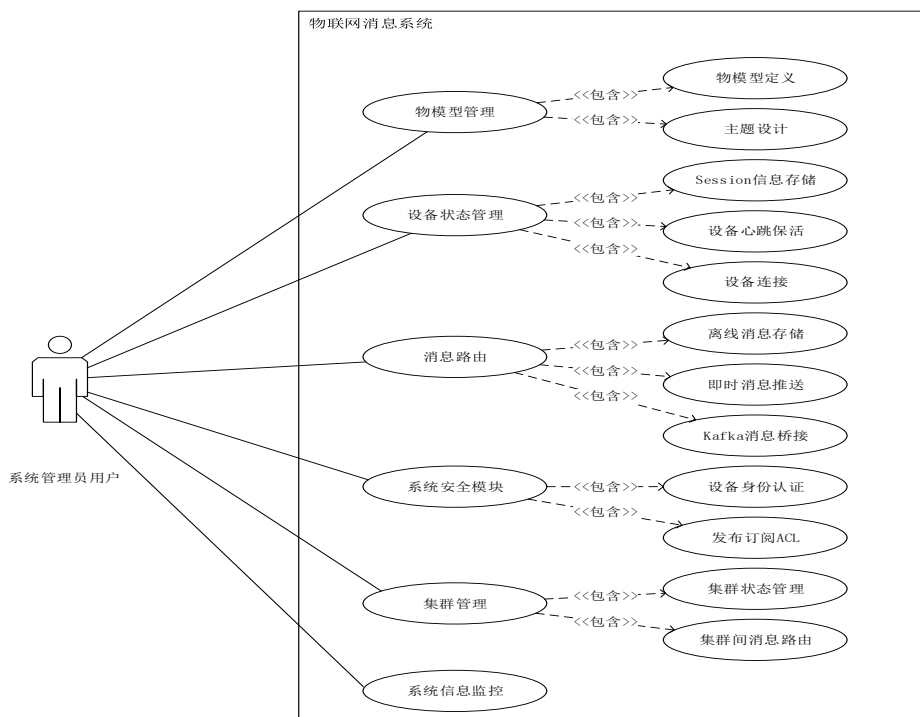 物联网消息系统
物模型管理
<<包含>>
物模型定义
<<包含>>
主题设计
设备状态管理
<<包含>>
Session信息存储
<<包含>>
设备心跳保活
<<包含>>
设备连接
消息路由
<<包含>>
离线消息存储
<<包含>>
即时消息推送
<<包含>>
Kafka消息桥接
系统管理员用户
系统安全模块
<<包含>>
设备身份认证
<<包含>>
发布订阅ACL
集群管理
<<包含>>
集群状态管理
<<包含>>
集群间消息路由
系统信息监控